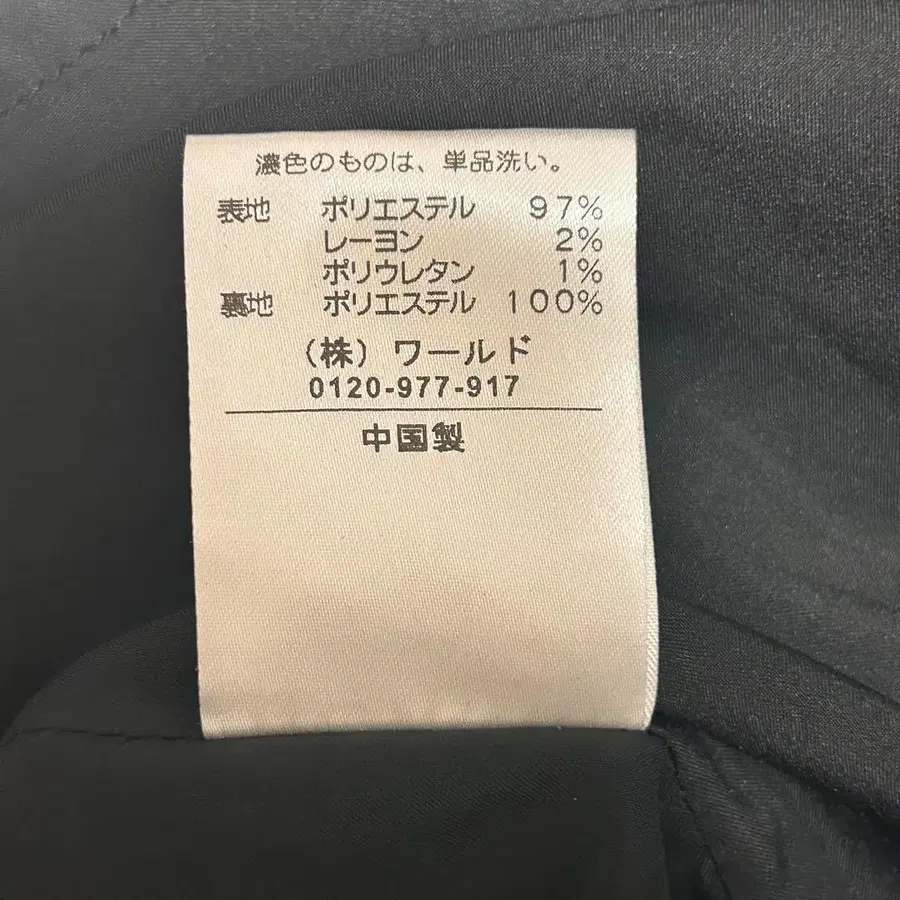 濃色のものは、単品洗い。
表地 ポリエステル 97%
レーヨン 2%
ポリウレタン 1%
裏地 ポリエステル 100%
(株) ワールド
0120-977-917
中国製